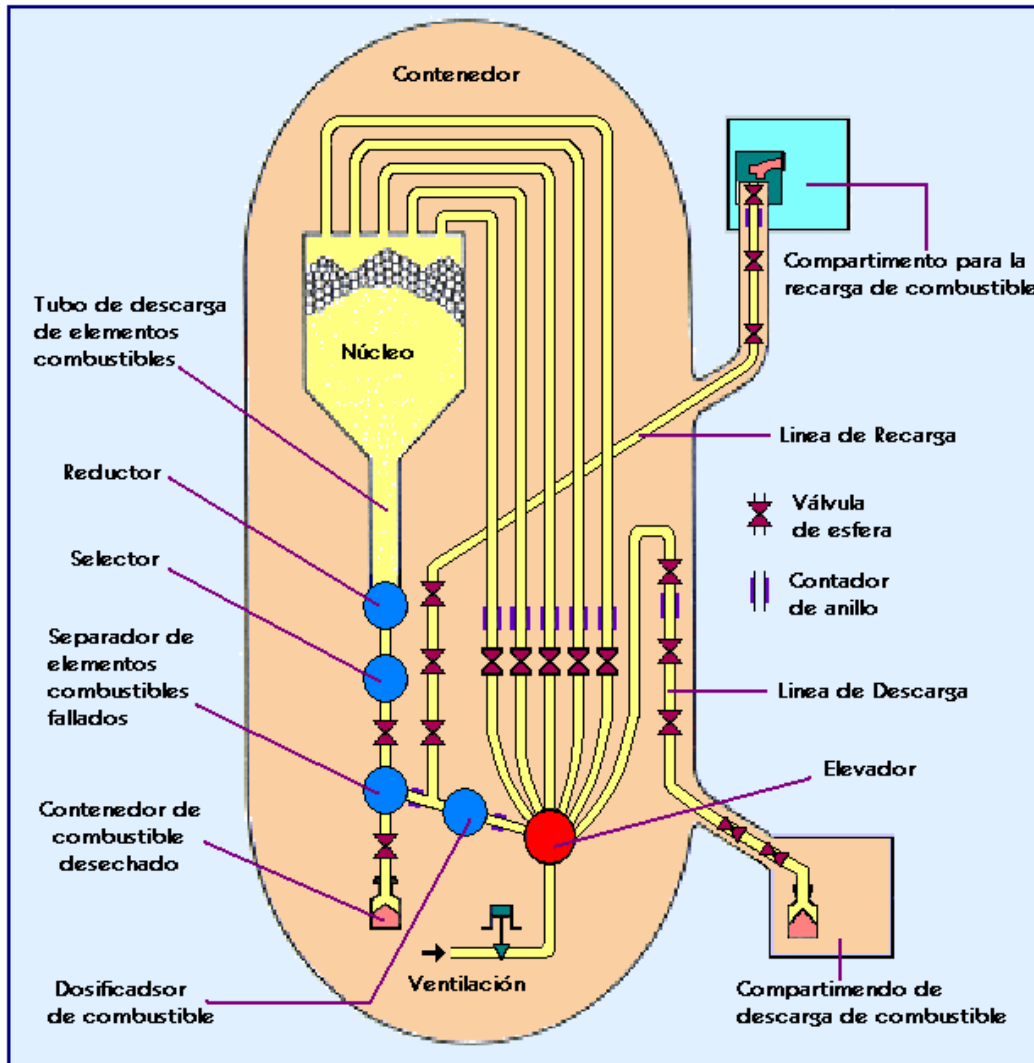 Contenedor
Tubo de descarga
de elementos
combustibles
Núcleo
Reductor
Selector
Separador de
elementos
combustibles
fallados
Contenedor de
combustible
desechado
Dosificadsor
de combustible
Ventilación
Compartimento para la
recarga de combustible
Linea de Recarga
Válvula
de esfera
Contador
de anillo
Linea de Descarga
Elevador
Compartimendo de
descarga de combustible